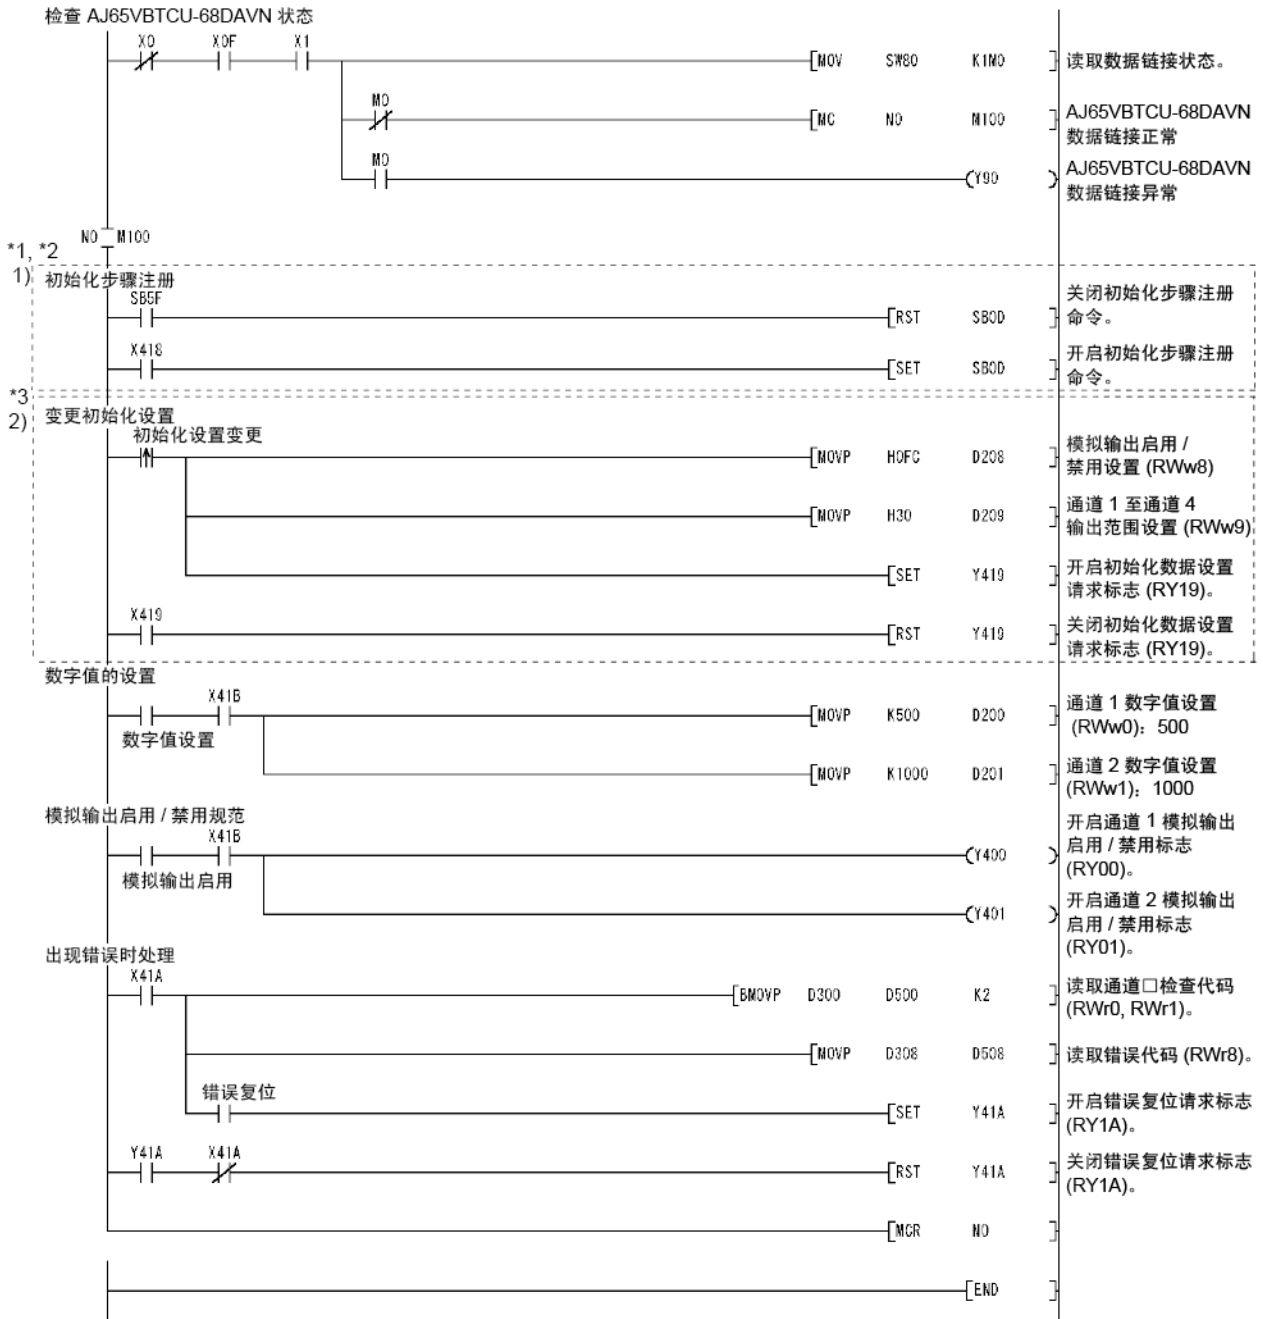 检查 AJ65VBTCU-68DAVN 状态
X0 X0F X1
[MOV SW80 K1M0 ] 读取数据链接状态。
M0
[MC N0 M100 ] AJ65VBTCU-68DAVN
数据链接正常
M0
(Y90 ) AJ65VBTCU-68DAVN
数据链接异常
N0 M100
*1, *2
1) 初始化步骤注册
SB5F
[RST SB0D ] 关闭初始化步骤注册
命令。
X418
[SET SB0D ] 开启初始化步骤注册
命令。
*3
2) 变更初始化设置
初始化设置变更
[MOVP H0FC D208 ] 模拟输出启用 /
禁用设置 (RWw8)
[MOVP H30 D209 ] 通道 1 至通道 4
输出范围设置 (RWw9)
[SET Y419 ] 开启初始化数据设置
请求标志 (RY19)。
X419
[RST Y419 ] 关闭初始化数据设置
请求标志 (RY19)。
数字值的设置
X41B
数字值设置
[MOVP K500 D200 ] 通道 1 数字值设置
(RWw0)：500
[MOVP K1000 D201 ] 通道 2 数字值设置
(RWw1)：1000
模拟输出启用 / 禁用规范
X41B
模拟输出启用
(Y400 ) 开启通道 1 模拟输出
启用 / 禁用标志
(RY00)。
(Y401 ) 开启通道 2 模拟输出
启用 / 禁用标志
(RY01)。
出现错误时处理
X41A
[BMOVP D300 D500 K2 ] 读取通道□检查代码
(RWr0, RWr1)。
[MOVP D308 D508 ] 读取错误代码 (RWr8)。
错误复位
[SET Y41A ] 开启错误复位请求标志
(RY1A)。
Y41A X41A
[RST Y41A ] 关闭错误复位请求标志
(RY1A)。
[MCR N0 ]
[END ]